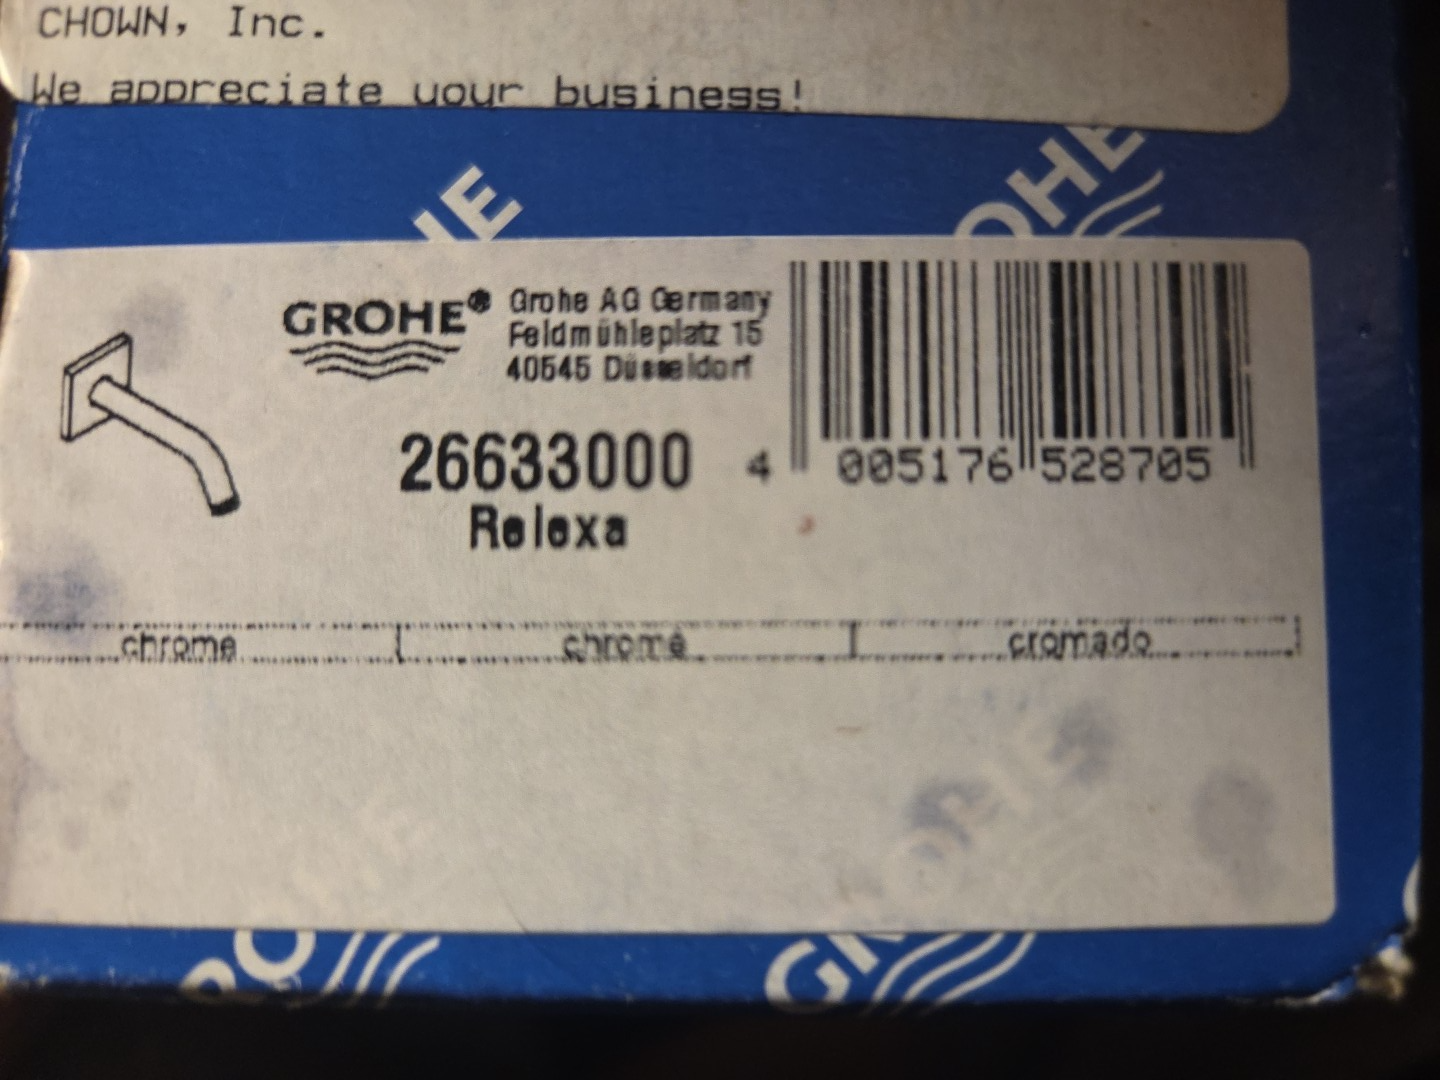 CHOWN, Inc.
We appreciate your business!
GROHE
GROHE® Grohe AG Germany
Feldmühleplatz 15
40545 Düsseldorf
26633000
4 005176 528705
Relexa
chrome chromé cromado
GROHE